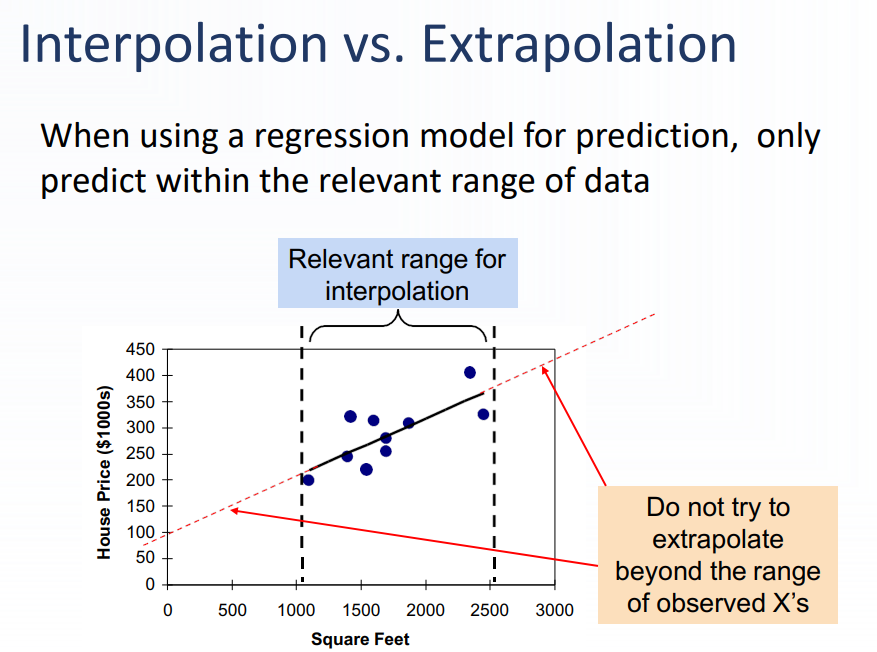 Interpolation vs. Extrapolation
When using a regression model for prediction,  only
predict within the relevant range of data
Relevant range for
interpolation
450
400
350
300
250
200
150
100
50
0
House Price ($1000s)
0 500 1000 1500 2000 2500 3000
Square Feet
Do not try to
extrapolate
beyond the range
of observed X’s